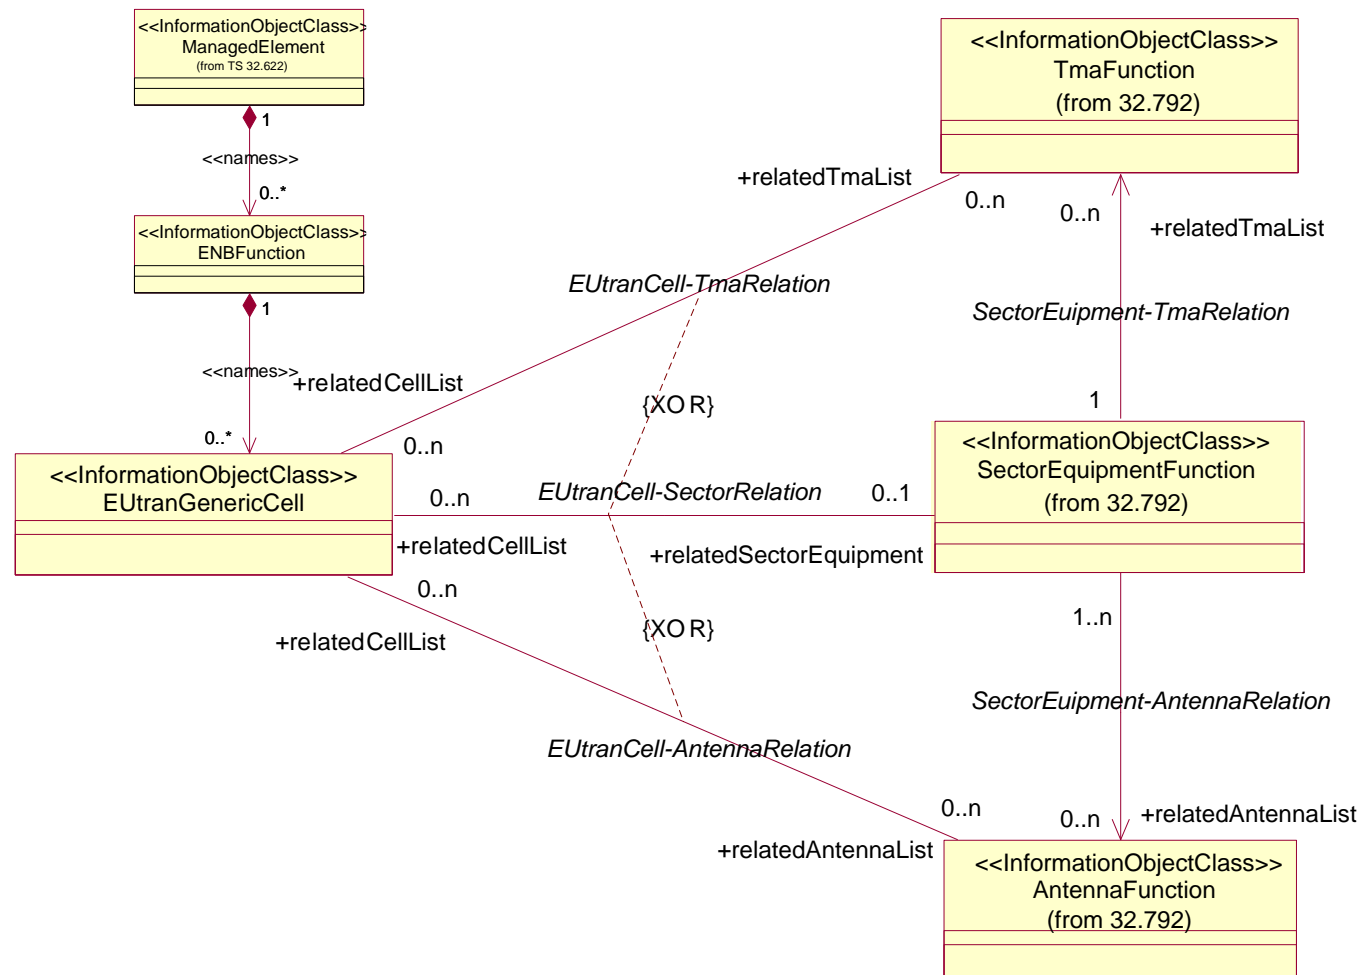 <<InformationObjectClass>>
ManagedElement
(from TS 32.622)
1
<<names>>
0..*
<<InformationObjectClass>>
ENBFunction
1
<<names>>
0..*
<<InformationObjectClass>>
EUtranGenericCell
<<InformationObjectClass>>
TmaFunction
(from 32.792)
+relatedTmaList
0..n
0..n
+relatedTmaList
EUtranCell-TmaRelation
SectorEuipment-TmaRelation
+relatedCellList
{XOR}
1
0..n
<<InformationObjectClass>>
SectorEquipmentFunction
(from 32.792)
0..n
EUtranCell-SectorRelation
0..1
+relatedCellList
+relatedSectorEquipment
0..n
{XOR}
1..n
+relatedCellList
SectorEuipment-AntennaRelation
EUtranCell-AntennaRelation
0..n
0..n
+relatedAntennaList
+relatedAntennaList
<<InformationObjectClass>>
AntennaFunction
(from 32.792)